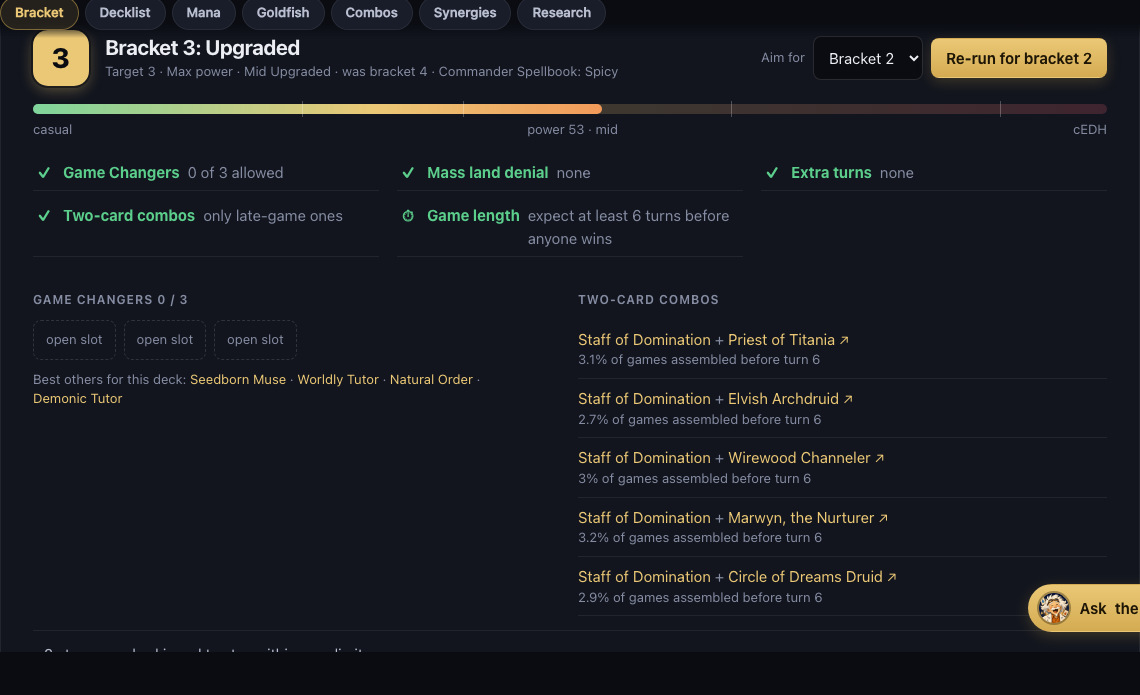 Bracket
Decklist
Mana
Goldfish
Combos
Synergies
Research
3
Bracket 3: Upgraded
Target 3 · Max power · Mid Upgraded · was bracket 4 · Commander Spellbook: Spicy
Aim for
Bracket 2
Re-run for bracket 2
casual
power 53 · mid
cEDH
Game Changers 0 of 3 allowed
Mass land denial none
Extra turns none
Two-card combos only late-game ones
Game length expect at least 6 turns before
anyone wins
GAME CHANGERS 0 / 3
open slot
open slot
open slot
Best others for this deck: Seedborn Muse · Worldly Tutor · Natural Order ·
Demonic Tutor
TWO-CARD COMBOS
Staff of Domination + Priest of Titania ↗
3.1% of games assembled before turn 6
Staff of Domination + Elvish Archdruid ↗
2.7% of games assembled before turn 6
Staff of Domination + Wirewood Channeler ↗
3% of games assembled before turn 6
Staff of Domination + Marwyn, the Nurturer ↗
3.2% of games assembled before turn 6
Staff of Domination + Circle of Dreams Druid ↗
2.9% of games assembled before turn 6
Ask the